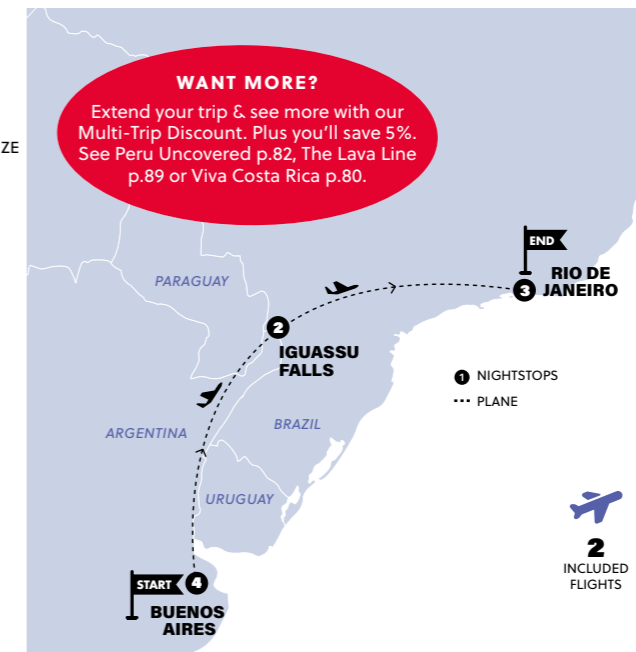 WANT MORE?
Extend your trip & see more with our
Multi-Trip Discount. Plus you'll save 5%.
See Peru Uncovered p.82, The Lava Line
p.89 or Viva Costa Rica p.80.
ZE
END
PARAGUAY
3
RIO DE
JANEIRO
2
IGUASSU
FALLS
1 NIGHTSTOPS
PLANE
ARGENTINA
BRAZIL
URUGUAY
2
INCLUDED
FLIGHTS
START
4
BUENOS
AIRES